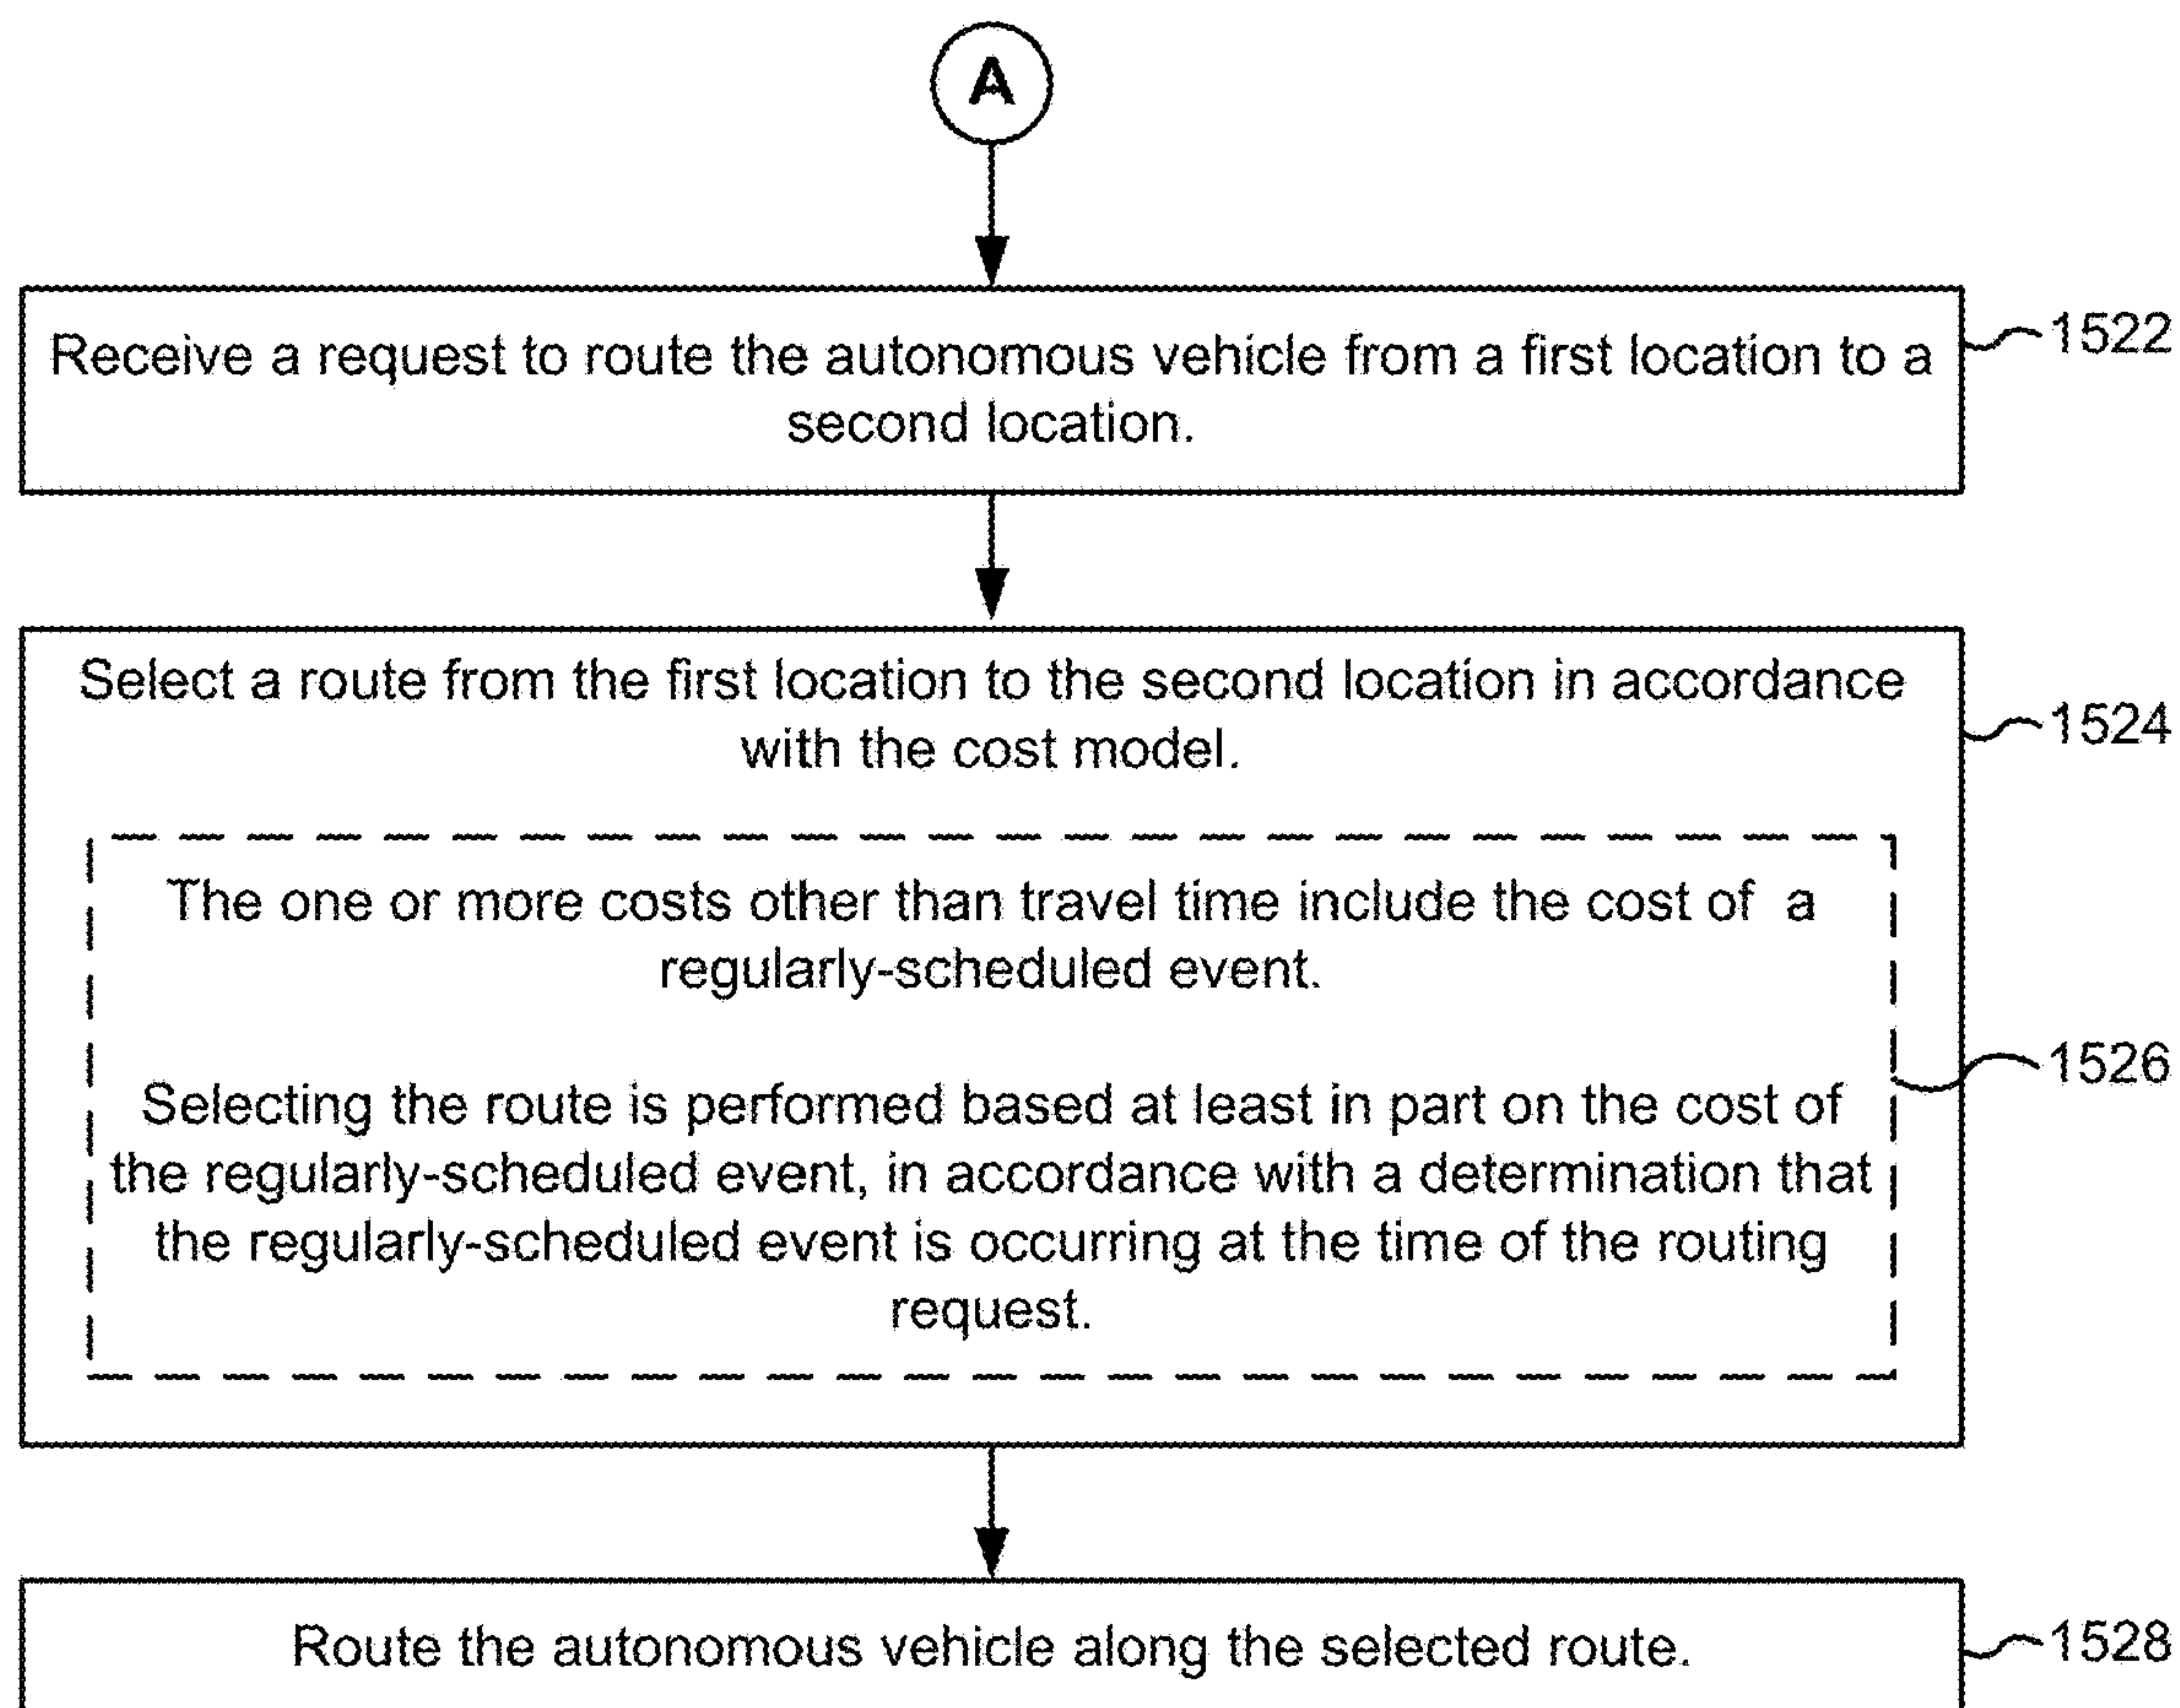 A
Receive a request to route the autonomous vehicle from a first location to a
second location.
1522
Select a route from the first location to the second location in accordance
with the cost model.
1524
The one or more costs other than travel time include the cost of a
regularly-scheduled event.
Selecting the route is performed based at least in part on the cost of
the regularly-scheduled event, in accordance with a determination that
the regularly-scheduled event is occurring at the time of the routing
request.
1526
Route the autonomous vehicle along the selected route.
1528